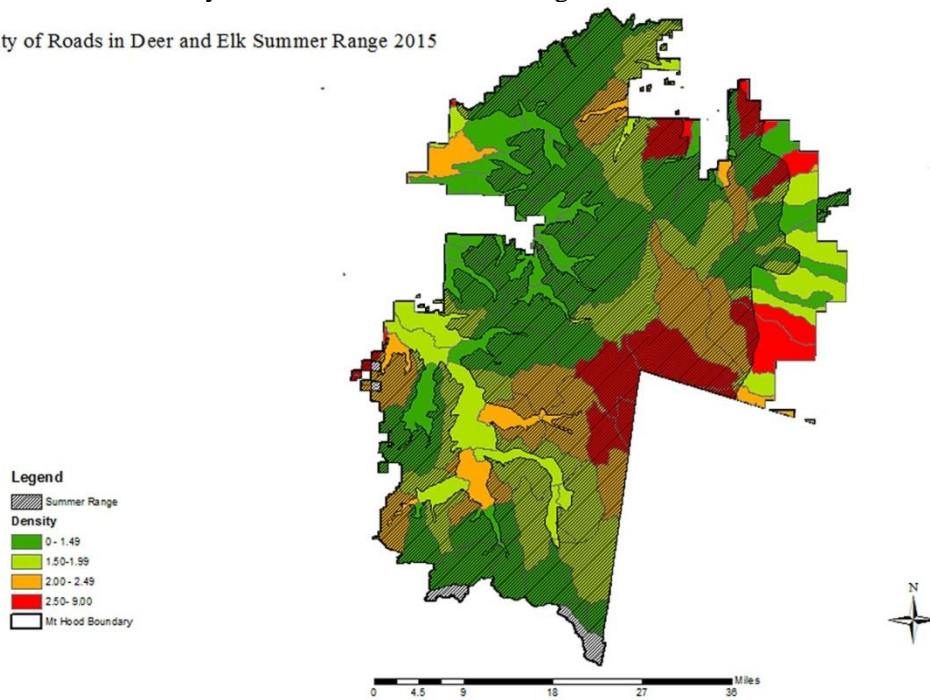 ty of Roads in Deer and Elk Summer Range 2015
Legend
Summer Range
Density
0 - 1.49
1.50-1.99
2.00 - 2.49
2.50- 9.00
Mt Hood Boundary
N
Miles
0 4.5 9 18 27 36